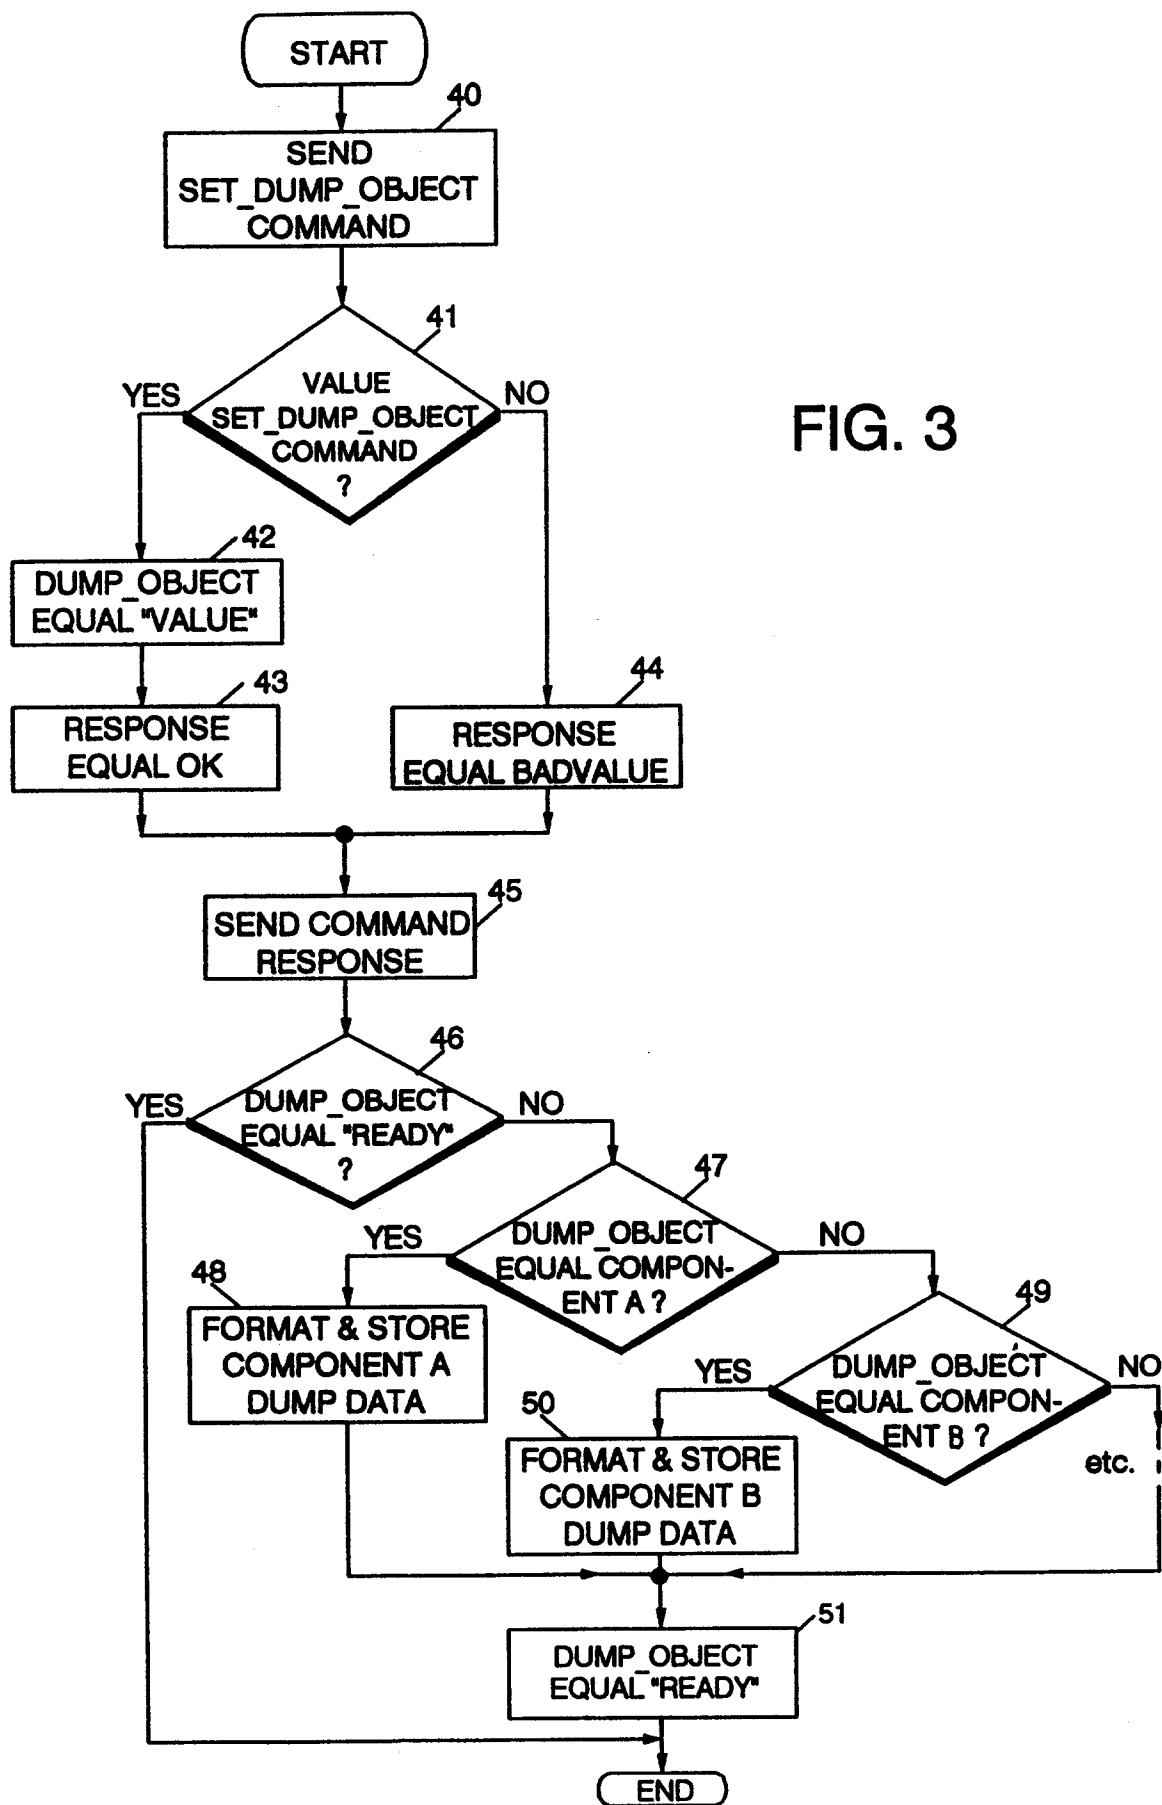 START
40
SEND
SET_DUMP_OBJECT
COMMAND
41
YES
NO
VALUE
SET_DUMP_OBJECT
COMMAND
?
FIG. 3
42
DUMP_OBJECT
EQUAL "VALUE"
43
RESPONSE
EQUAL OK
44
RESPONSE
EQUAL BADVALUE
45
SEND COMMAND
RESPONSE
46
YES
NO
DUMP_OBJECT
EQUAL "READY"
?
47
YES
NO
DUMP_OBJECT
EQUAL COMPON-
ENT A ?
48
FORMAT & STORE
COMPONENT A
DUMP DATA
49
YES
NO
DUMP_OBJECT
EQUAL COMPON-
ENT B ?
etc.
50
FORMAT & STORE
COMPONENT B
DUMP DATA
51
DUMP_OBJECT
EQUAL "READY"
END